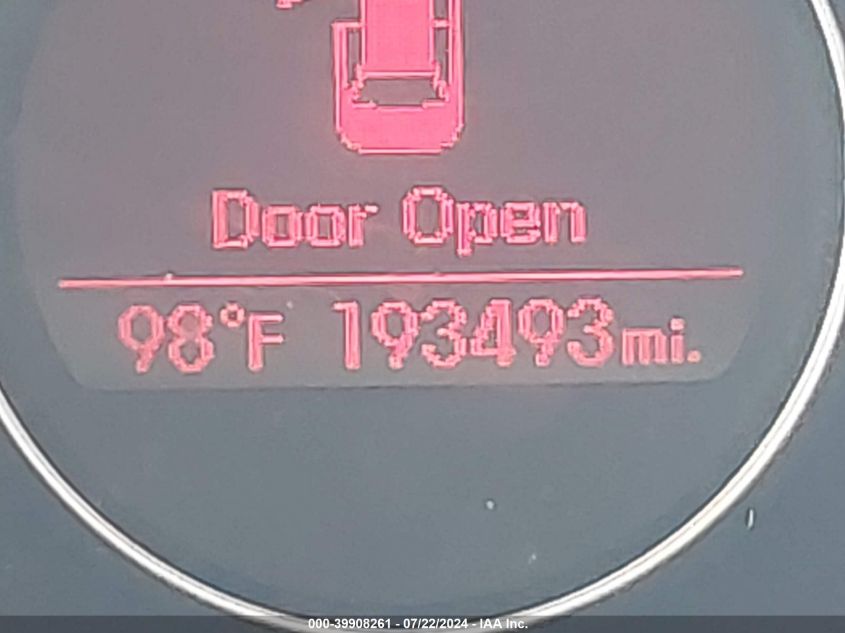 Door Open
98°F 193493mi.
000-39908261 - 07/22/2024 - IAA Inc.